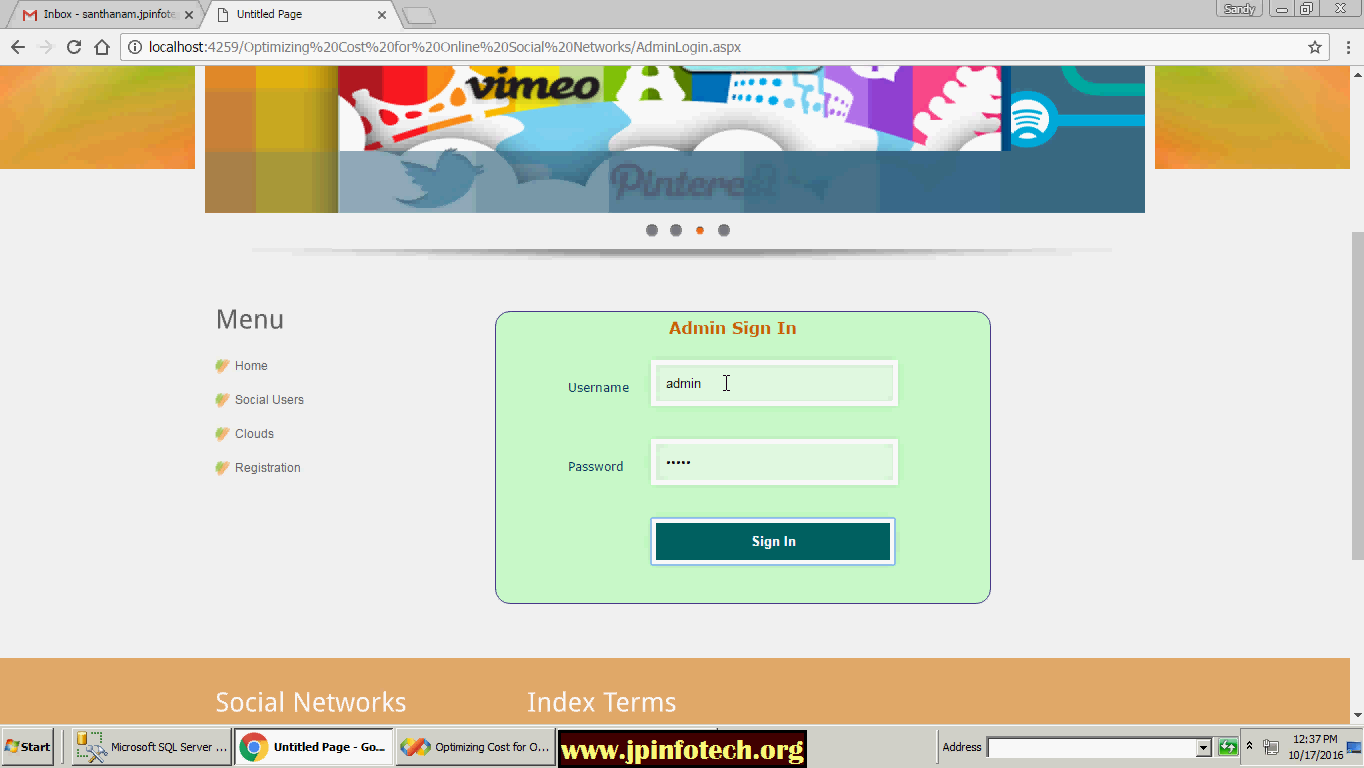 Inbox - santhanam.jpinfote
Untitled Page
Sandy
localhost:4259/Optimizing%20Cost%20for%20Online%20Social%20Networks/AdminLogin.aspx
vimeo
Pinterest
Menu
Home
Social Users
Clouds
Registration
Admin Sign In
Username
admin
Password
•••••
Sign In
Social Networks
Index Terms
Start
Microsoft SQL Server ...
Untitled Page - Go...
Optimizing Cost for O...
www.jpinfotech.org
Address
12:37 PM
10/17/2016